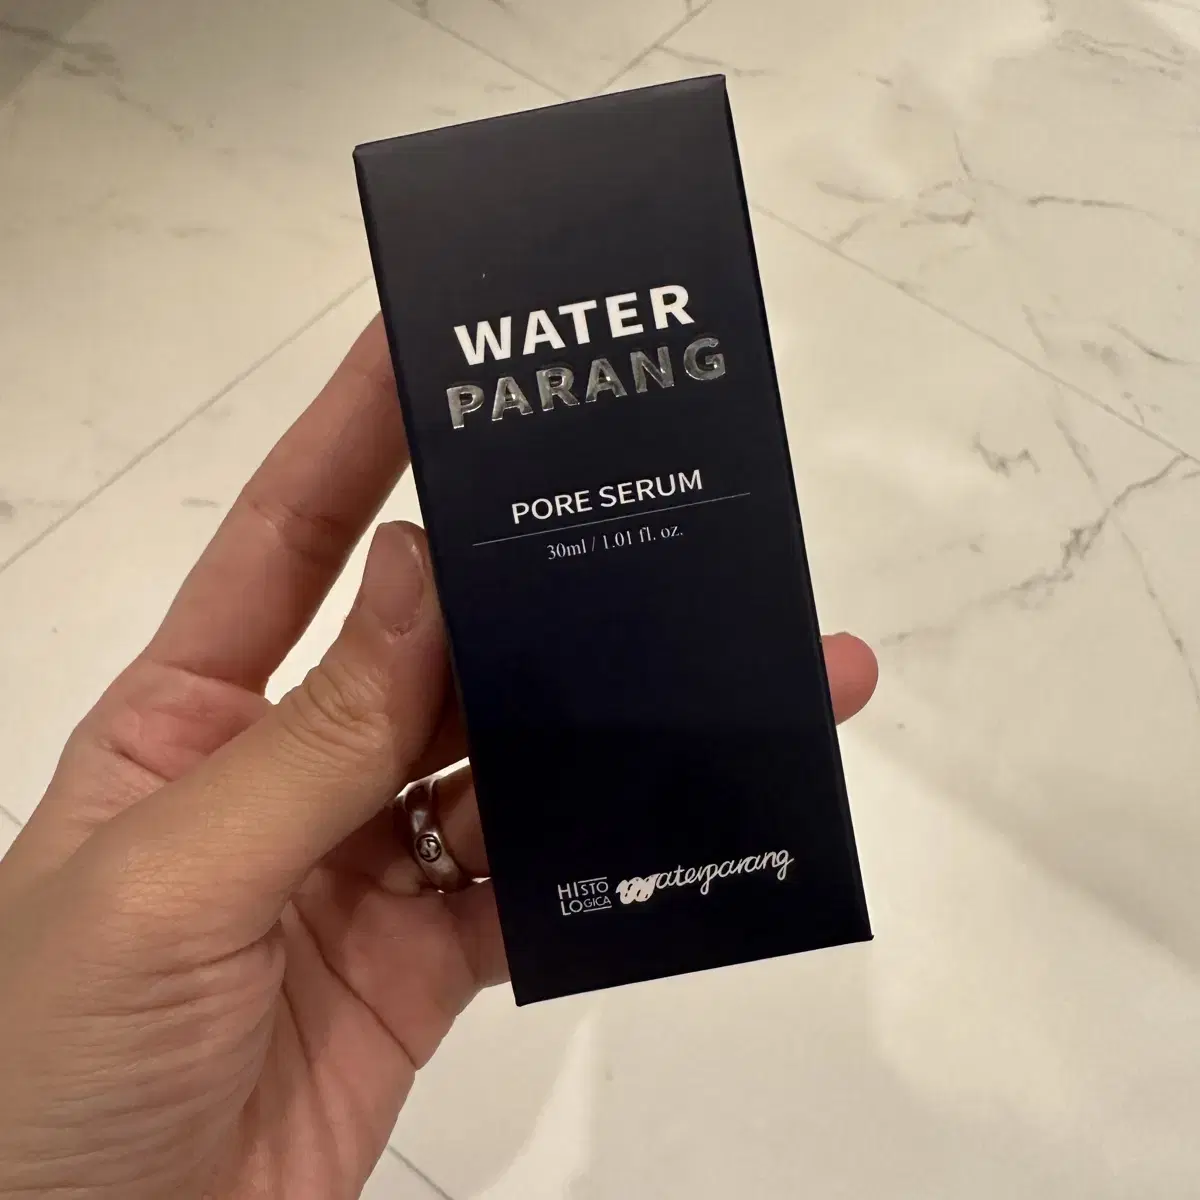 WATER
PARANG
PORE SERUM
30ml / 1.01 fl. oz.
HISTO
LOGICA
waterparang